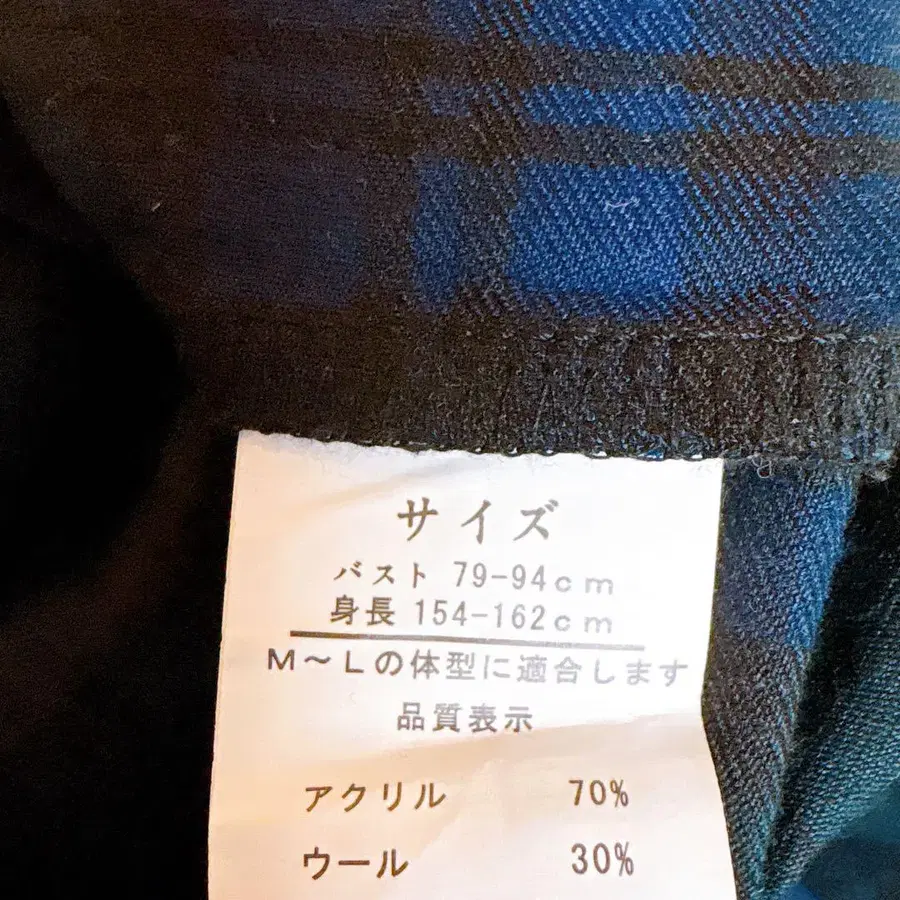 サイズ
バスト 79-94cm
身長 154-162cm
M～Lの体型に適合します
品質表示
アクリル 70%
ウール 30%